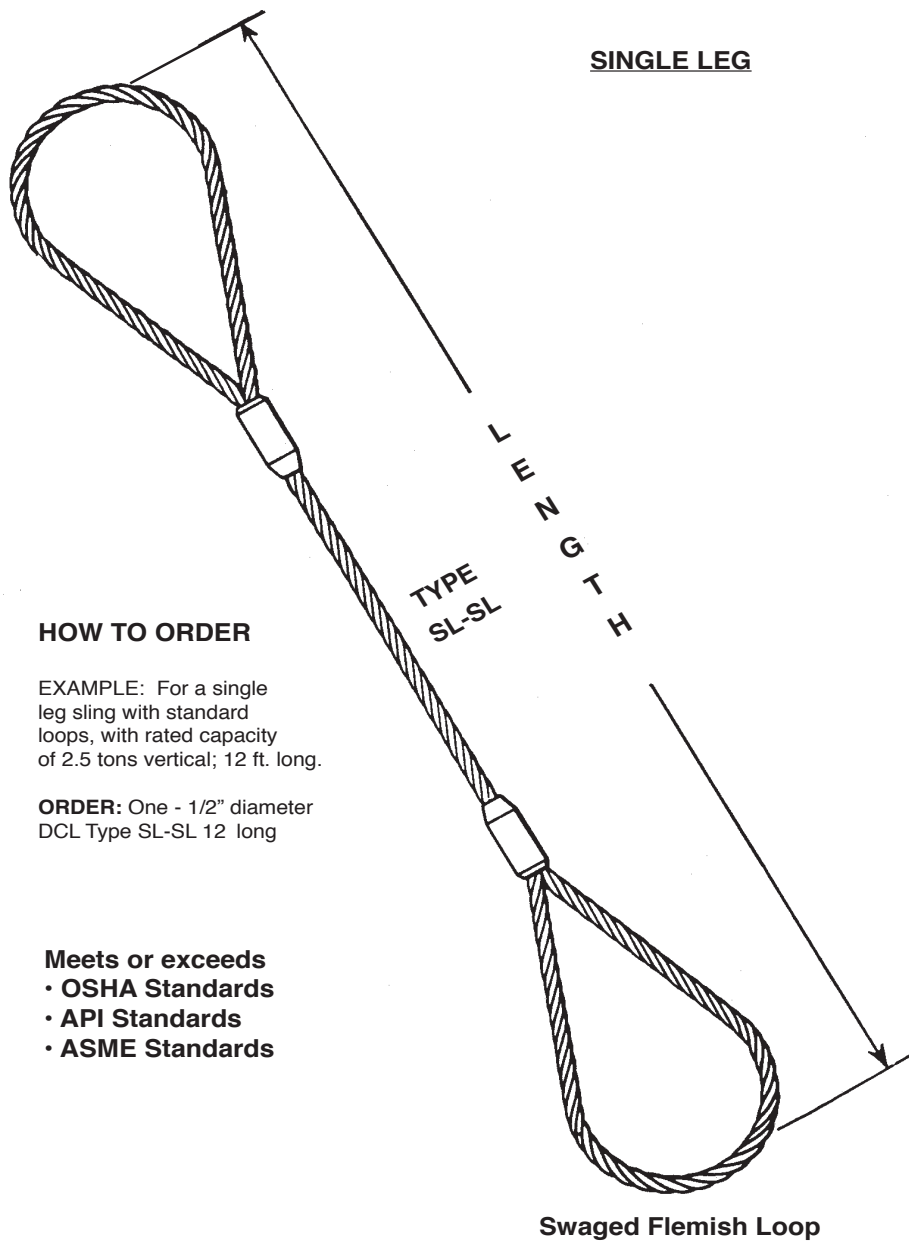 SINGLE LEG
LENGTH
TYPE
SL-SL
HOW TO ORDER
EXAMPLE: For a single
leg sling with standard
loops, with rated capacity
of 2.5 tons vertical; 12 ft. long.
ORDER: One - 1/2” diameter
DCL Type SL-SL 12 long
Meets or exceeds
• OSHA Standards
• API Standards
• ASME Standards
Swaged Flemish Loop